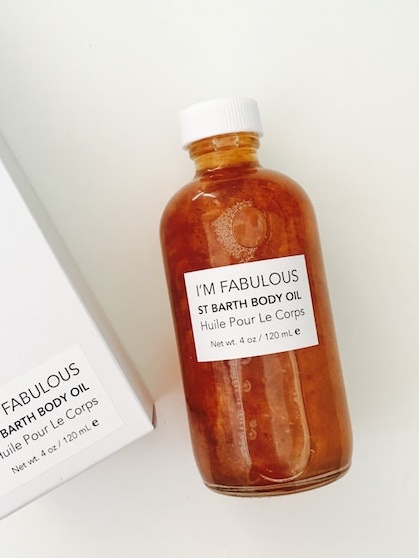 I'M FABULOUS
ST BARTH BODY OIL
Huile Pour Le Corps
Net wt. 4 oz / 120 mL e
FABULOUS
BARTH BODY OIL
Pour Le Corps
Net wt. 4 oz / 120 mL e